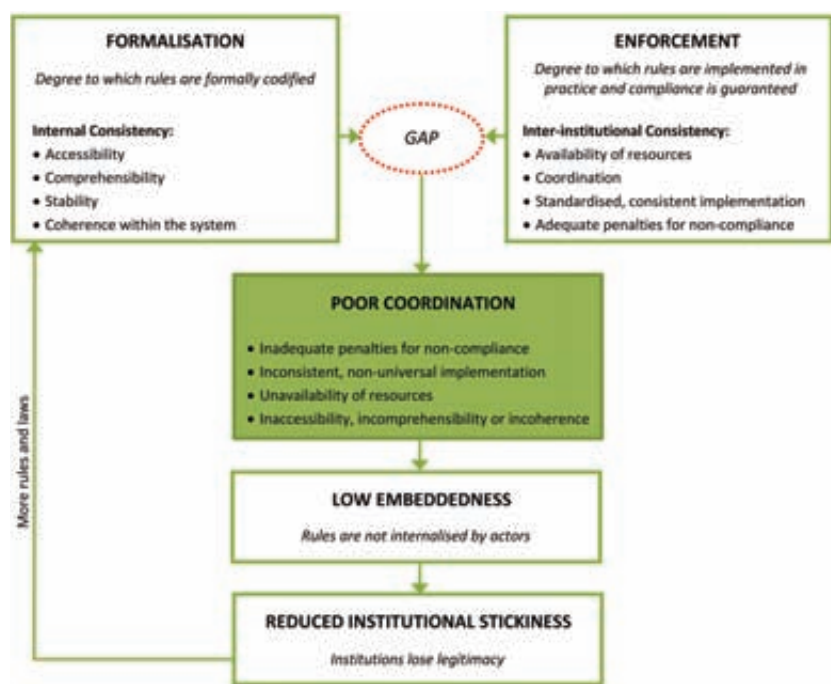 FORMALISATION
Degree to which rules are formally codified
Internal Consistency:
• Accessibility
• Comprehensibility
• Stability
• Coherence within the system
GAP
ENFORCEMENT
Degree to which rules are implemented in
practice and compliance is guaranteed
Inter-institutional Consistency:
• Availability of resources
• Coordination
• Standardised, consistent implementation
• Adequate penalties for non-compliance
POOR COORDINATION
• Inadequate penalties for non-compliance
• Inconsistent, non-universal implementation
• Unavailability of resources
• Inaccessibility, incomprehensibility or incoherence
LOW EMBEDDEDNESS
Rules are not internalised by actors
REDUCED INSTITUTIONAL STICKINESS
Institutions lose legitimacy
More rules and laws